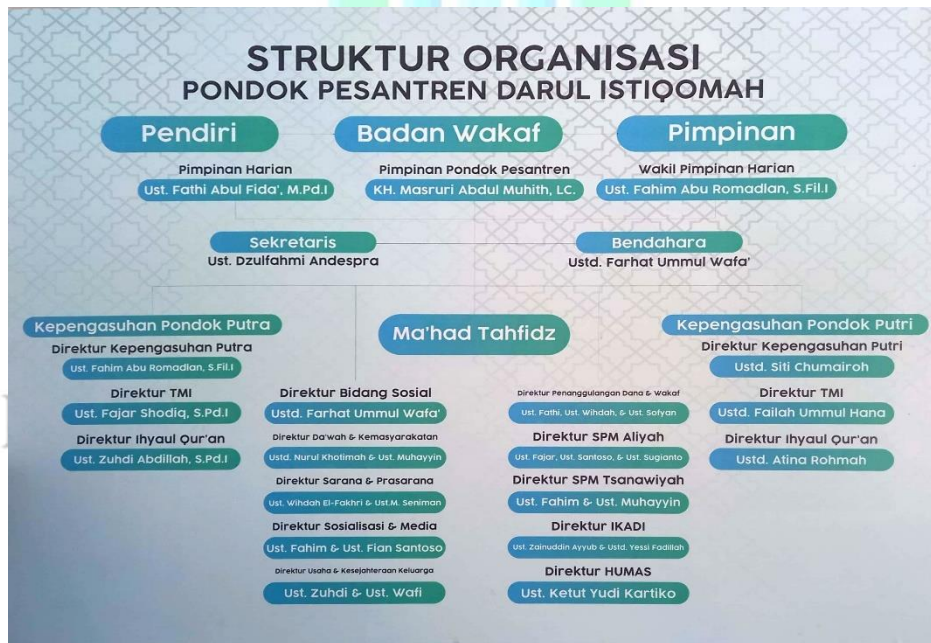 STRUKTUR ORGANISASI
PONDOK PESANTREN DARUL ISTIQOMAH
Pendiri
Badan Wakaf
Pimpinan
Pimpinan Harian
Ust. Fathi Abul Fida', M.Pd.I
Pimpinan Pondok Pesantren
KH. Masruri Abdul Muhith, LC.
Wakil Pimpinan Harian
Ust. Fahim Abu Romadlan, S.Fil.I
Sekretaris
Ust. Dzulfahmi Andespra
Bendahara
Ustd. Farhat Ummul Wafa'
Kepengasuhan Pondok Putra
Direktur Kepengasuhan Putra
Ust. Fahim Abu Romadlan, S.Fil.I
Direktur TMI
Ust. Fajar Shodiq, S.Pd.I
Direktur Ihyaul Qur'an
Ust. Zuhdi Abdillah, S.Pd.I
Ma'had Tahfidz
Direktur Bidang Sosial
Ustd. Farhat Ummul Wafa'
Direktur Da'wah & Kemasyarakatan
Ustd. Nurul Khotimah & Ust. Muhayyin
Direktur Sarana & Prasarana
Ust. Wihdah El-Fakhri & Ust.M. Seniman
Direktur Sosialisasi & Media
Ust. Fahim & Ust. Fian Santoso
Direktur Usaha & Kesejahteraan Keluarga
Ust. Zuhdi & Ust. Wafi
Direktur Penanggulangan Dana & Wakaf
Ust. Fathi, Ust. Wihdah, & Ust. Sofyan
Direktur SPM Aliyah
Ust. Fajar, Ust. Santoso, & Ust. Sugianto
Direktur SPM Tsanawiyah
Ust. Fahim & Ust. Muhayyin
Direktur IKADI
Ust. Zainuddin Ayyub & Ustd. Yessi Fadillah
Direktur HUMAS
Ust. Ketut Yudi Kartiko
Kepengasuhan Pondok Putri
Direktur Kepengasuhan Putri
Ustd. Siti Chumairoh
Direktur TMI
Ustd. Failah Ummul Hana
Direktur Ihyaul Qur'an
Ustd. Atina Rohmah